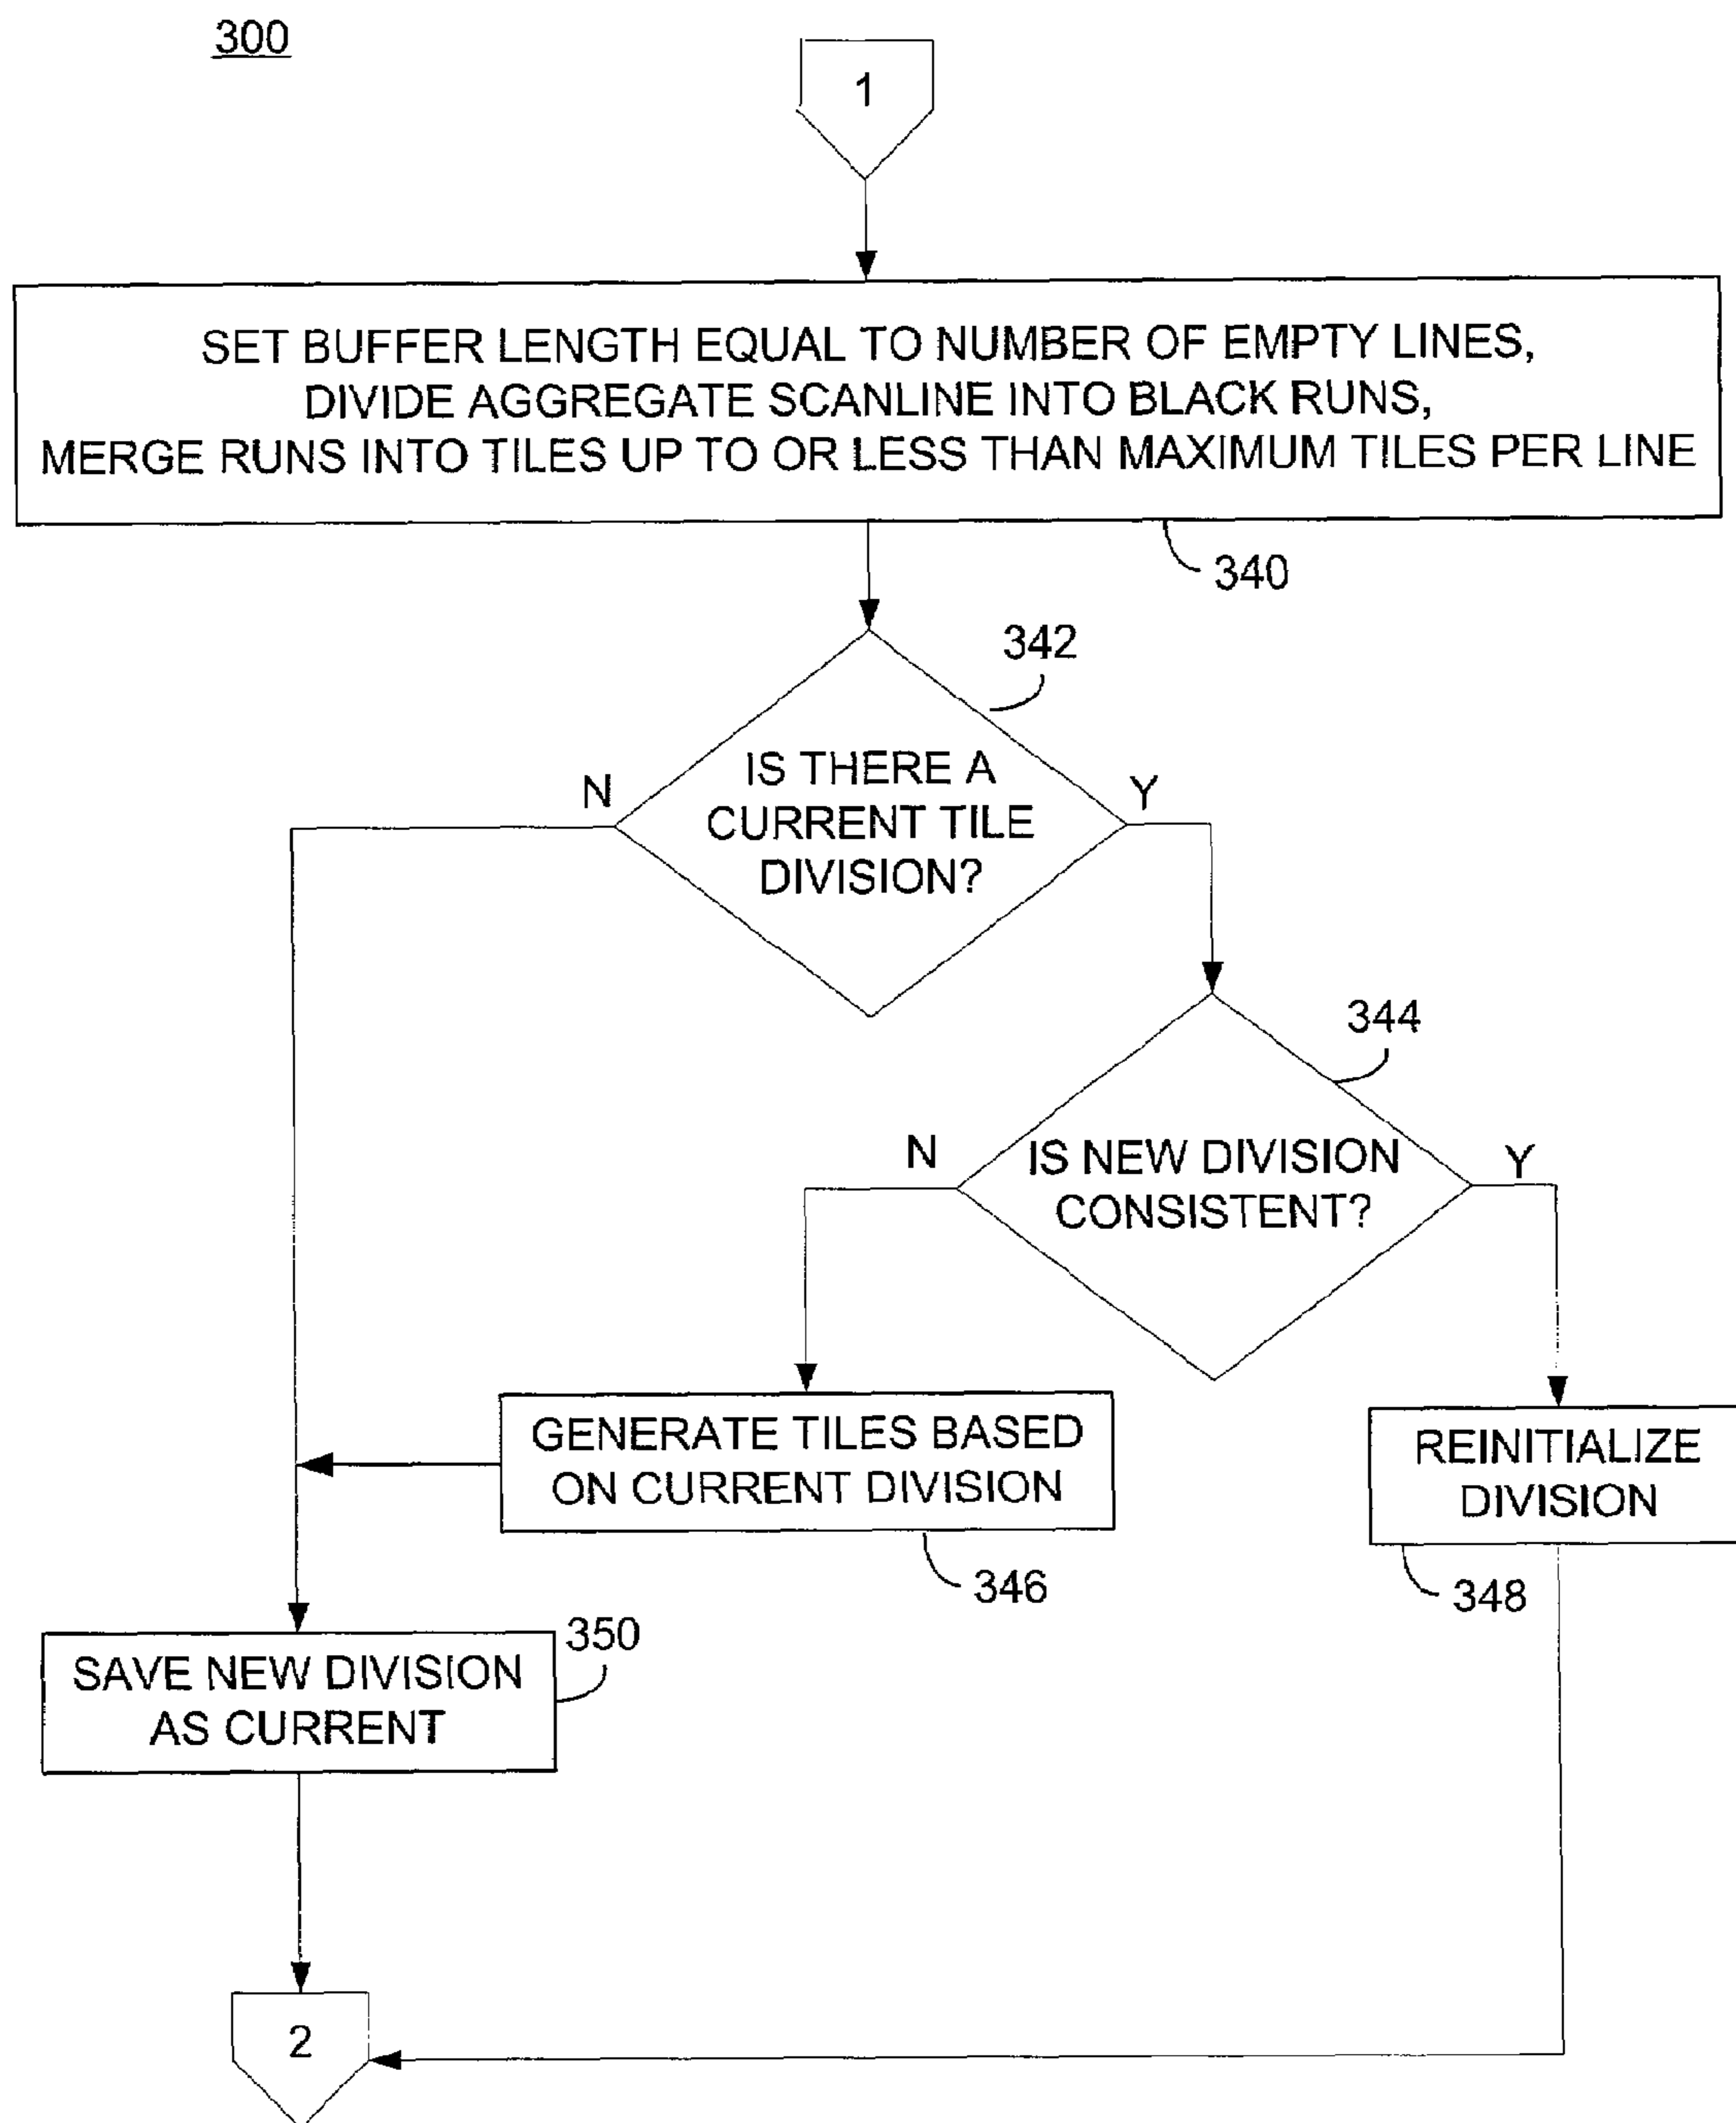 300
1
SET BUFFER LENGTH EQUAL TO NUMBER OF EMPTY LINES,
DIVIDE AGGREGATE SCANLINE INTO BLACK RUNS,
MERGE RUNS INTO TILES UP TO OR LESS THAN MAXIMUM TILES PER LINE
340
342
IS THERE A
CURRENT TILE
DIVISION?
N
Y
344
IS NEW DIVISION
CONSISTENT?
N
Y
GENERATE TILES BASED
ON CURRENT DIVISION
346
REINITIALIZE
DIVISION
348
350
SAVE NEW DIVISION
AS CURRENT
2